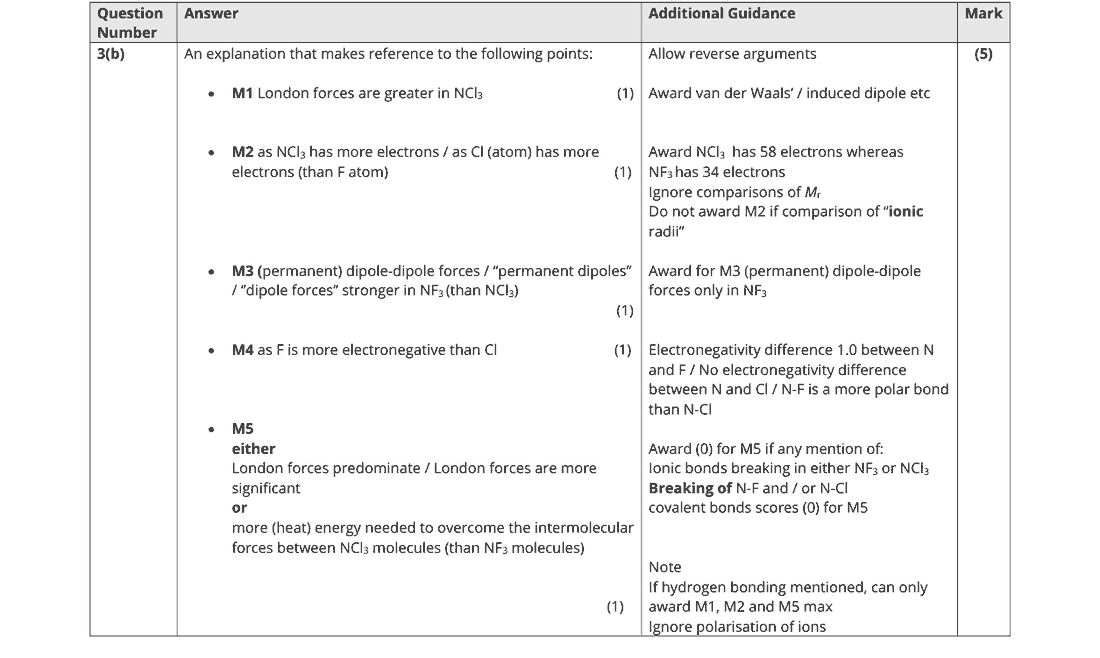 Question Number
Answer
Additional Guidance
Mark
3(b)
An explanation that makes reference to the following points:
Allow reverse arguments
(5)
• M1 London forces are greater in NCl₃ (1)
Award van der Waals’ / induced dipole etc
• M2 as NCl₃ has more electrons / as Cl (atom) has more
electrons (than F atom) (1)
Award NCl₃ has 58 electrons whereas
NF₃ has 34 electrons
Ignore comparisons of Mᵣ
Do not award M2 if comparison of “ionic
radii”
• M3 (permanent) dipole-dipole forces / “permanent dipoles”
/ “dipole forces” stronger in NF₃ (than NCl₃)
(1)
Award for M3 (permanent) dipole-dipole
forces only in NF₃
• M4 as F is more electronegative than Cl (1)
Electronegativity difference 1.0 between N
and F / No electronegativity difference
between N and Cl / N-F is a more polar bond
than N-Cl
• M5
either
London forces predominate / London forces are more
significant
or
more (heat) energy needed to overcome the intermolecular
forces between NCl₃ molecules (than NF₃ molecules)
(1)
Award (0) for M5 if any mention of:
Ionic bonds breaking in either NF₃ or NCl₃
Breaking of N-F and / or N-Cl
covalent bonds scores (0) for M5
Note
If hydrogen bonding mentioned, can only
award M1, M2 and M5 max
Ignore polarisation of ions